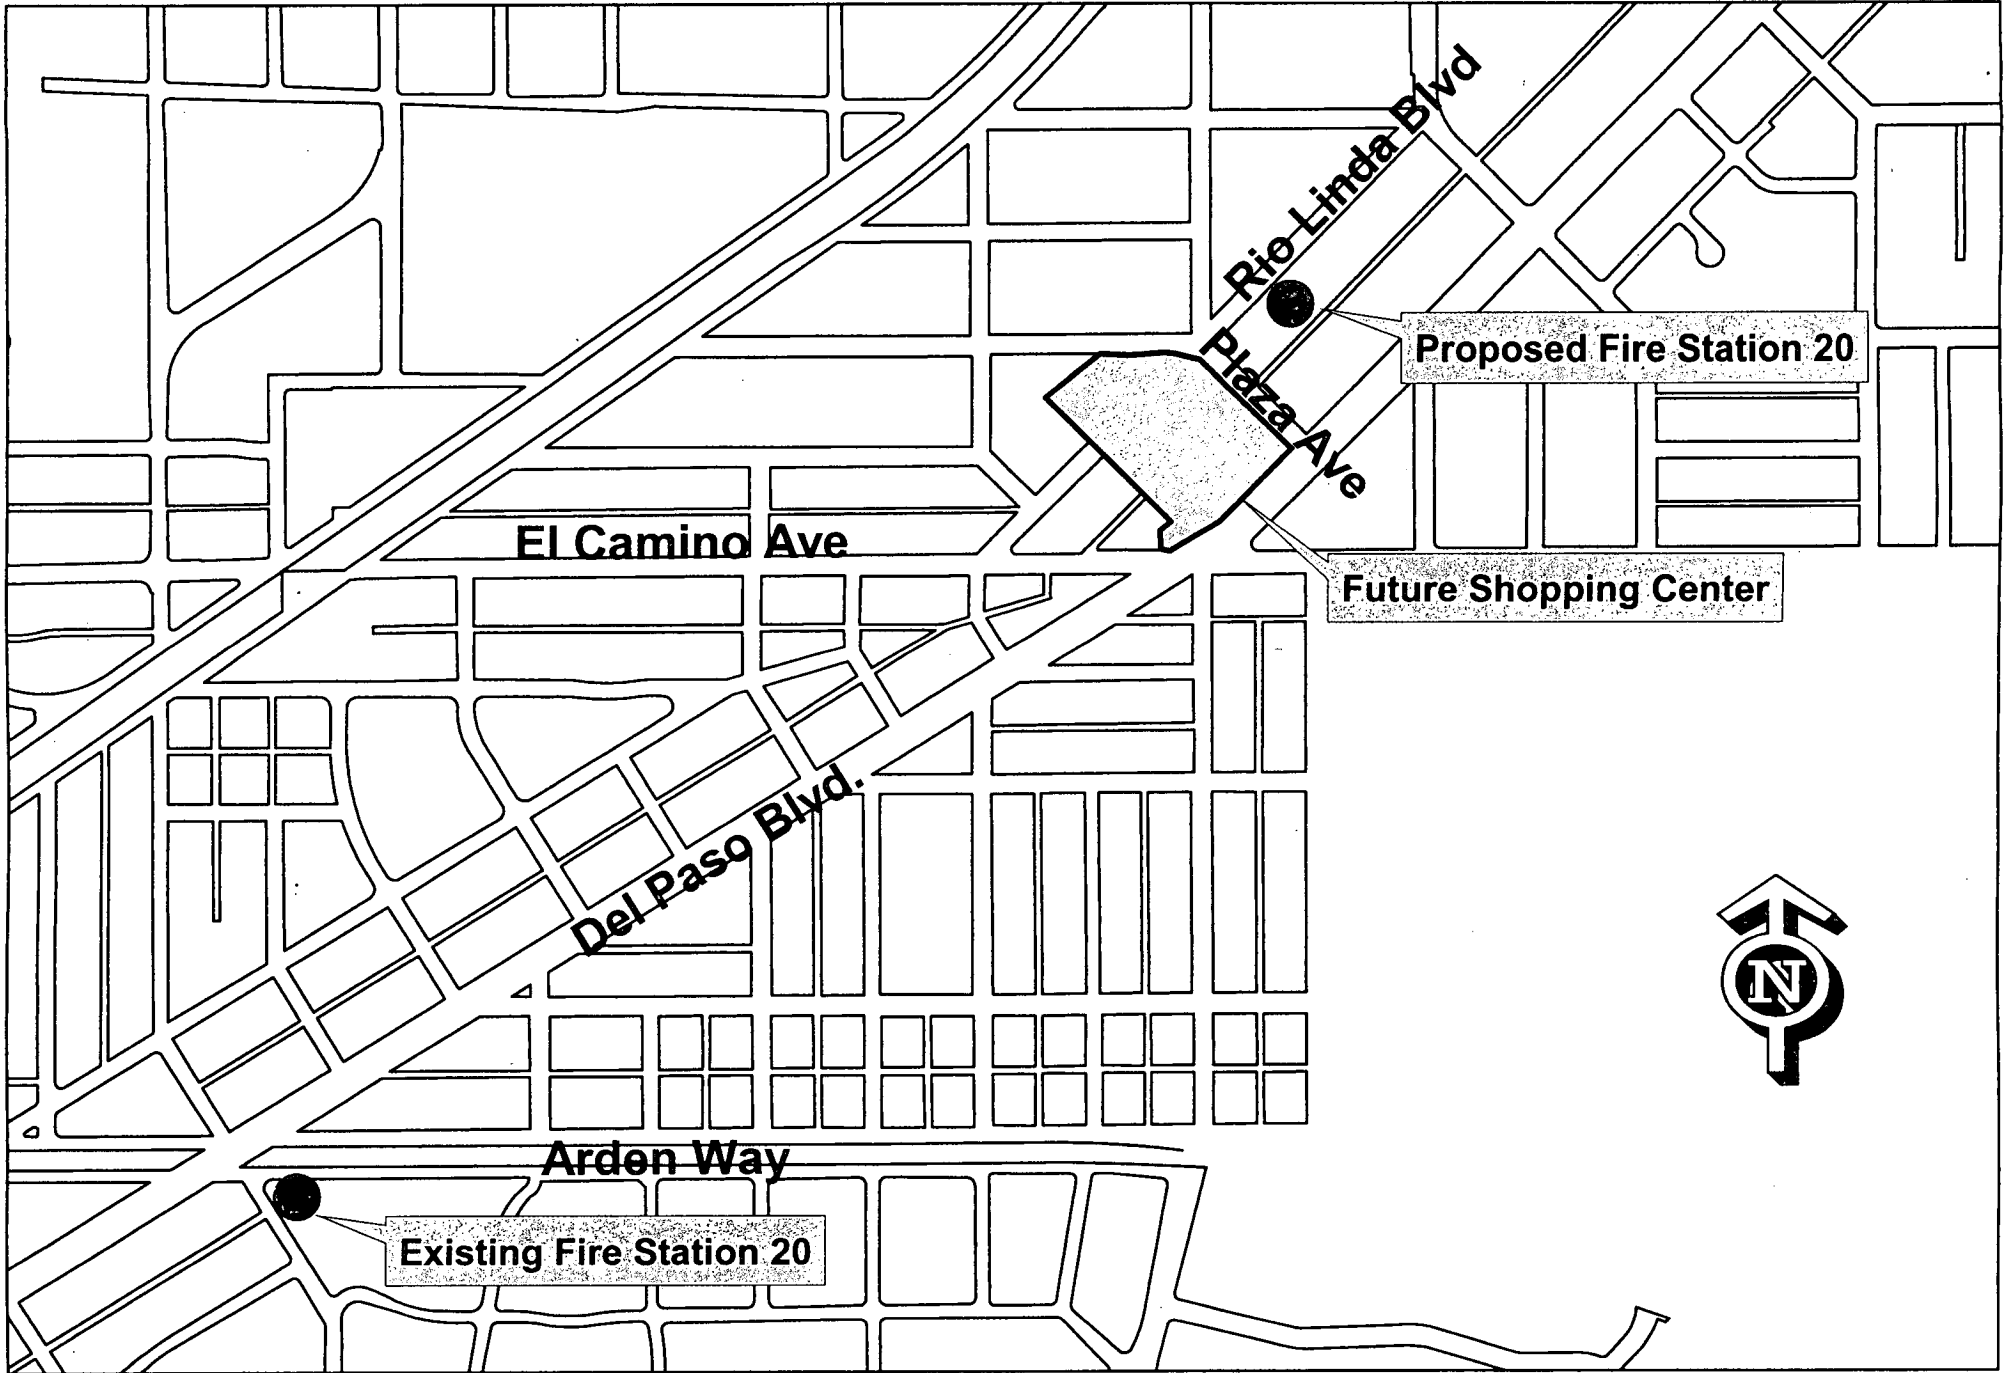 Rio Linda Blvd
Proposed Fire Station 20
Plaza Ave
El Camino Ave
Future Shopping Center
Del Paso Blvd.
N
Arden Way
Existing Fire Station 20